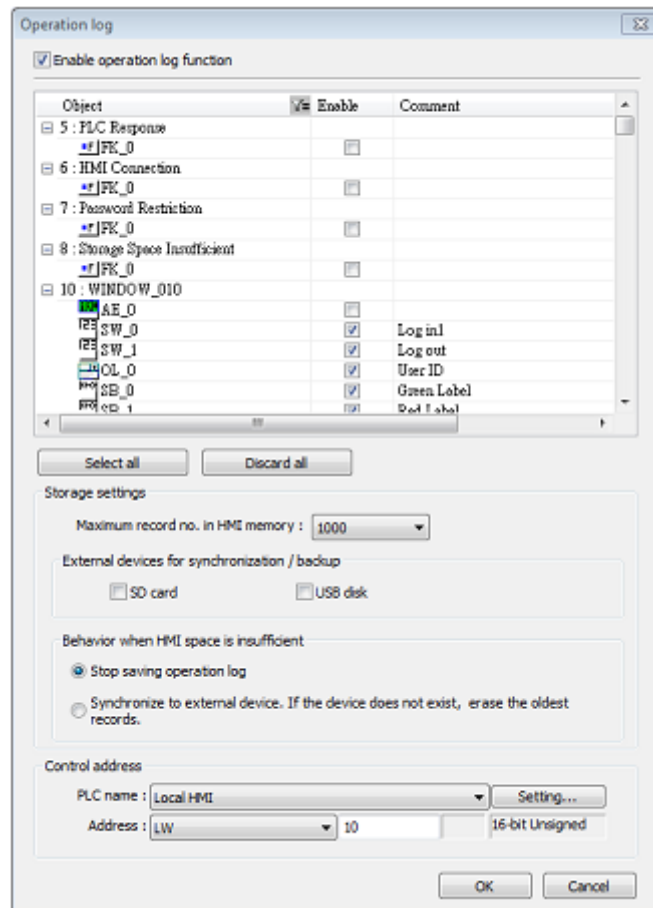 Operation log
Enable operation log function
Object Enable Comment
5 : PLC Response
FK_0
6 : HMI Connection
FK_0
7 : Password Restriction
FK_0
8 : Storage Space Insufficient
FK_0
10 : WINDOW_010
AE_0
SW_0 Log in1
SW_1 Log out
OL_0 User ID
SB_0 Green Label
SB_1 Red Label
Select all Discard all
Storage settings
Maximum record no. in HMI memory : 1000
External devices for synchronization / backup
SD card USB disk
Behavior when HMI space is insufficient
Stop saving operation log
Synchronize to external device. If the device does not exist, erase the oldest
records.
Control address
PLC name : Local HMI Setting...
Address : LW 10 16-bit Unsigned
OK Cancel